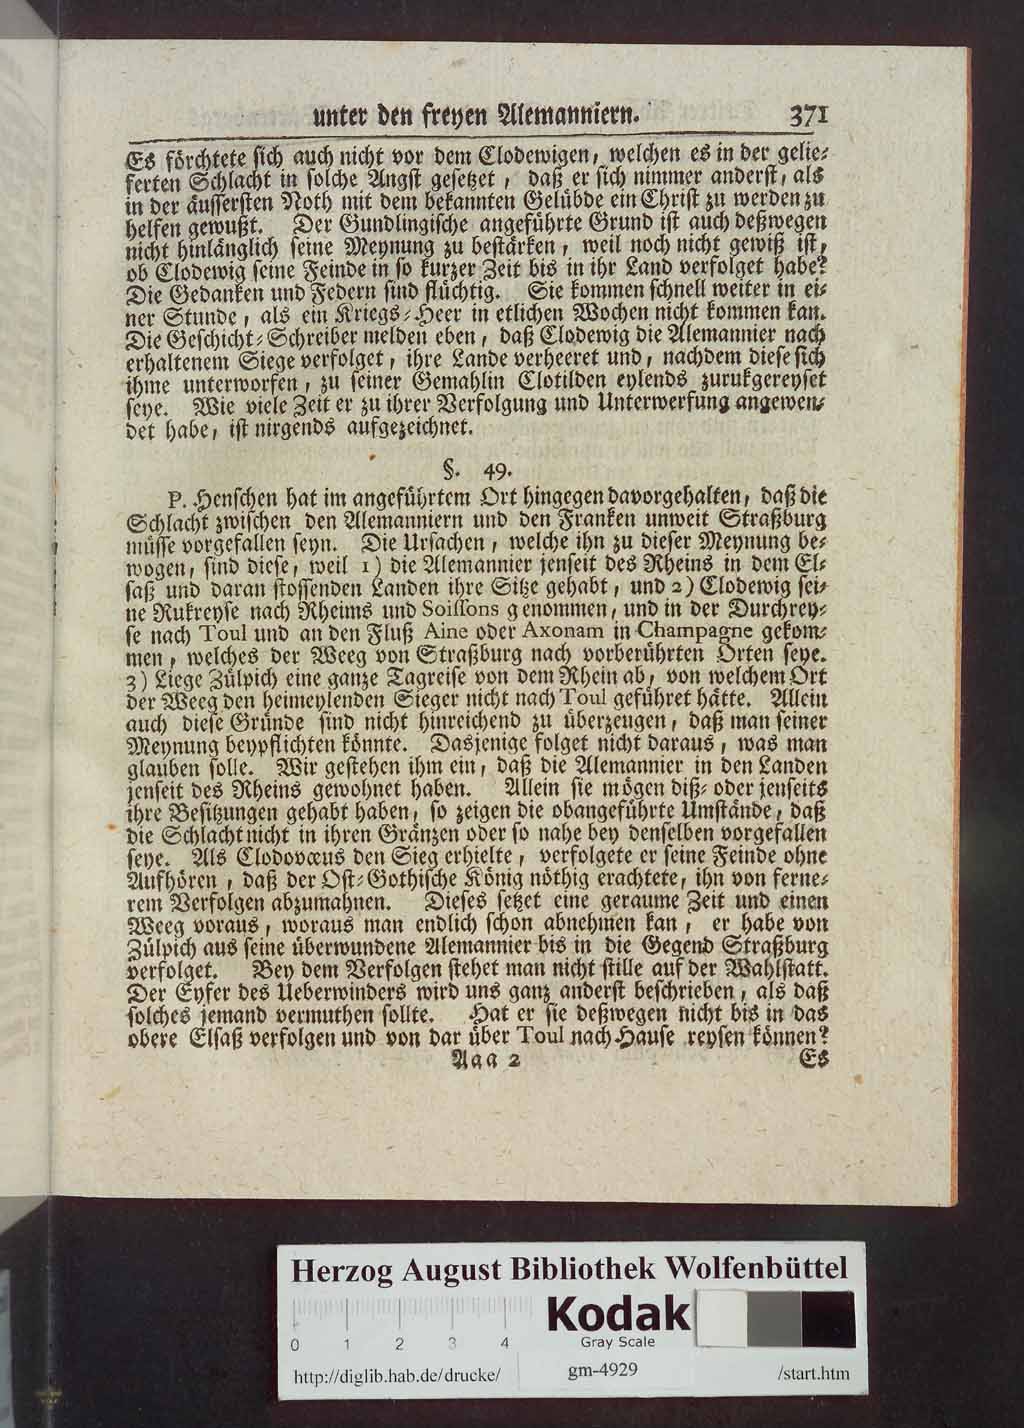 unter den freyen Alemanniern. 371
Es förchtete sich auch nicht vor dem Clodewigen, welchen es in der gelie-
ferten Schlacht in solche Angst gesetzet, daß er sich nimmer anderst, als
in der äussersten Noth mit dem bekannten Gelübde ein Christ zu werden zu
helfen gewußt. Der Gundlingische angeführte Grund ist auch deßwegen
nicht hinlänglich seine Meynung zu bestärken, weil noch nicht gewiß ist,
ob Clodewig seine Feinde in so kurzer Zeit bis in ihr Land verfolget habe?
Die Gedanken und Federn sind flüchtig. Sie kommen schnell weiter in ei-
ner Stunde, als ein Kriegs-Heer in etlichen Wochen nicht kommen kan.
Die Geschicht-Schreiber melden eben, daß Clodewig die Alemannier nach
erhaltenem Siege verfolget, ihre Lande verheeret und, nachdem diese sich
ihme unterworfen, zu seiner Gemahlin Clotilden eylends zurukgereyset
seye. Wie viele Zeit er zu ihrer Verfolgung und Unterwerfung angewen-
det habe, ist nirgends aufgezeichnet.
§. 49.
P. Henschen hat im angeführtem Ort hingegen davorgehalten, daß die
Schlacht zwischen den Alemanniern und den Franken unweit Straßburg
müsse vorgefallen seyn. Die Ursachen, welche ihn zu dieser Meynung be-
wogen, sind diese, weil 1) die Alemannier jenseit des Rheins in dem El-
saß und daran stossenden Landen ihre Sitze gehabt, und 2) Clodewig sei-
ne Rukreyse nach Rheims und Soissons genommen, und in der Durchrey-
se nach Toul und an den Fluß Aine oder Axonam in Champagne gekom-
men, welches der Weeg von Straßburg nach vorberührten Orten seye.
3) Liege Zülpich eine ganze Tagreise von dem Rhein ab, von welchem Ort
der Weeg den heimeylenden Sieger nicht nach Toul geführet hätte. Allein
auch diese Gründe sind nicht hinreichend zu überzeugen, daß man seiner
Meynung beypflichten könnte. Dasjenige folget nicht daraus, was man
glauben solle. Wir gestehen ihm ein, daß die Alemannier in den Landen
jenseit des Rheins gewohnet haben. Allein sie mögen diß- oder jenseits
ihre Besitzungen gehabt haben, so zeigen die obangeführte Umstände, daß
die Schlacht nicht in ihren Gränzen oder so nahe bey denselben vorgefallen
seye. Als Clodovœus den Sieg erhielte, verfolgete er seine Feinde ohne
Aufhören, daß der Ost-Gothische König nöthig erachtete, ihn von ferne-
rem Verfolgen abzumahnen. Dieses setzet eine geraume Zeit und einen
Weeg voraus, woraus man endlich schon abnehmen kan, er habe von
Zülpich aus seine überwundene Alemannier bis in die Gegend Straßburg
verfolget. Bey dem Verfolgen stehet man nicht stille auf der Wahlstatt.
Der Eyfer des Ueberwinders wird uns ganz anderst beschrieben, als daß
solches jemand vermuthen sollte. Hat er sie deßwegen nicht bis in das
obere Elsaß verfolgen und von dar über Toul nach Hause reysen können?
Aaa 2 Es
Herzog August Bibliothek Wolfenbüttel
Kodak
Gray Scale
0 1 2 3 4
http://diglib.hab.de/drucke/ gm-4929 /start.htm